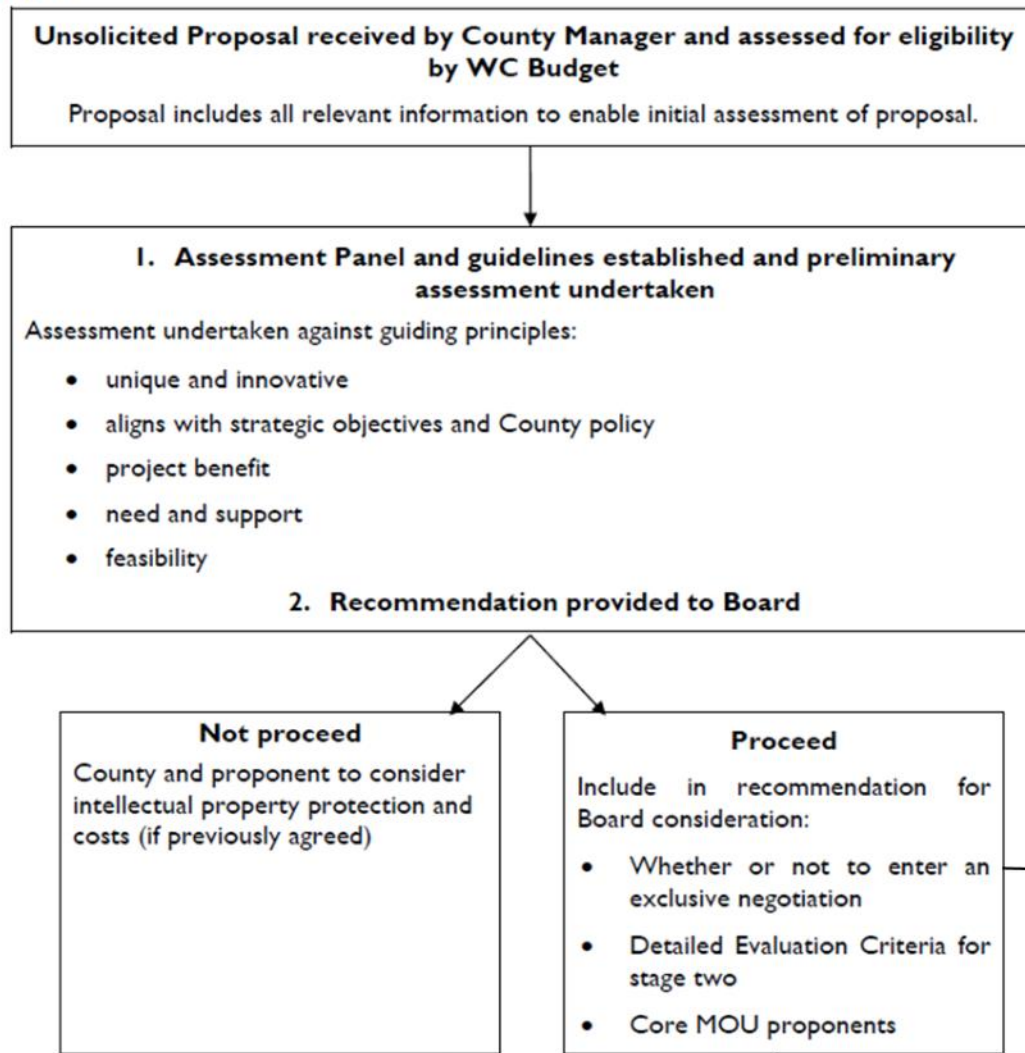 Unsolicited Proposal received by County Manager and assessed for eligibility
by WC Budget
Proposal includes all relevant information to enable initial assessment of proposal.
1. Assessment Panel and guidelines established and preliminary
assessment undertaken
Assessment undertaken against guiding principles:
• unique and innovative
• aligns with strategic objectives and County policy
• project benefit
• need and support
• feasibility
2. Recommendation provided to Board
Not proceed
County and proponent to consider
intellectual property protection and
costs (if previously agreed)
Proceed
Include in recommendation for
Board consideration:
• Whether or not to enter an
exclusive negotiation
• Detailed Evaluation Criteria for
stage two
• Core MOU proponents